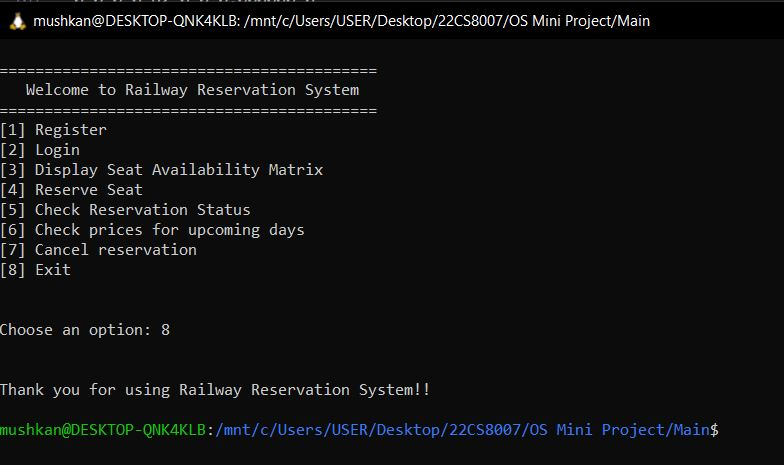 mushkan@DESKTOP-QNK4KLB: /mnt/c/Users/USER/Desktop/22CS8007/OS Mini Project/Main
==========================================
Welcome to Railway Reservation System
==========================================
[1] Register
[2] Login
[3] Display Seat Availability Matrix
[4] Reserve Seat
[5] Check Reservation Status
[6] Check prices for upcoming days
[7] Cancel reservation
[8] Exit
Choose an option: 8
Thank you for using Railway Reservation System!!
mushkan@DESKTOP-QNK4KLB:/mnt/c/Users/USER/Desktop/22CS8007/OS Mini Project/Main$